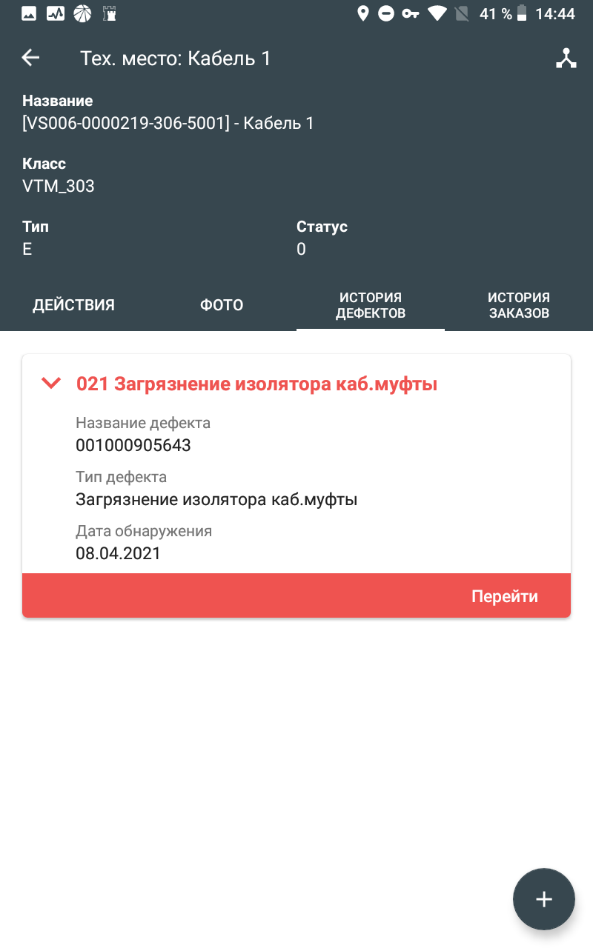 41 % 14:44
Тех. место: Кабель 1
Название
[VS006-0000219-306-5001] - Кабель 1
Класс
VTM_303
Тип
Статус
E
0
ДЕЙСТВИЯ
ФОТО
ИСТОРИЯ
ДЕФЕКТОВ
ИСТОРИЯ
ЗАКАЗОВ
021 Загрязнение изолятора каб.муфты
Название дефекта
001000905643
Тип дефекта
Загрязнение изолятора каб.муфты
Дата обнаружения
08.04.2021
Перейти